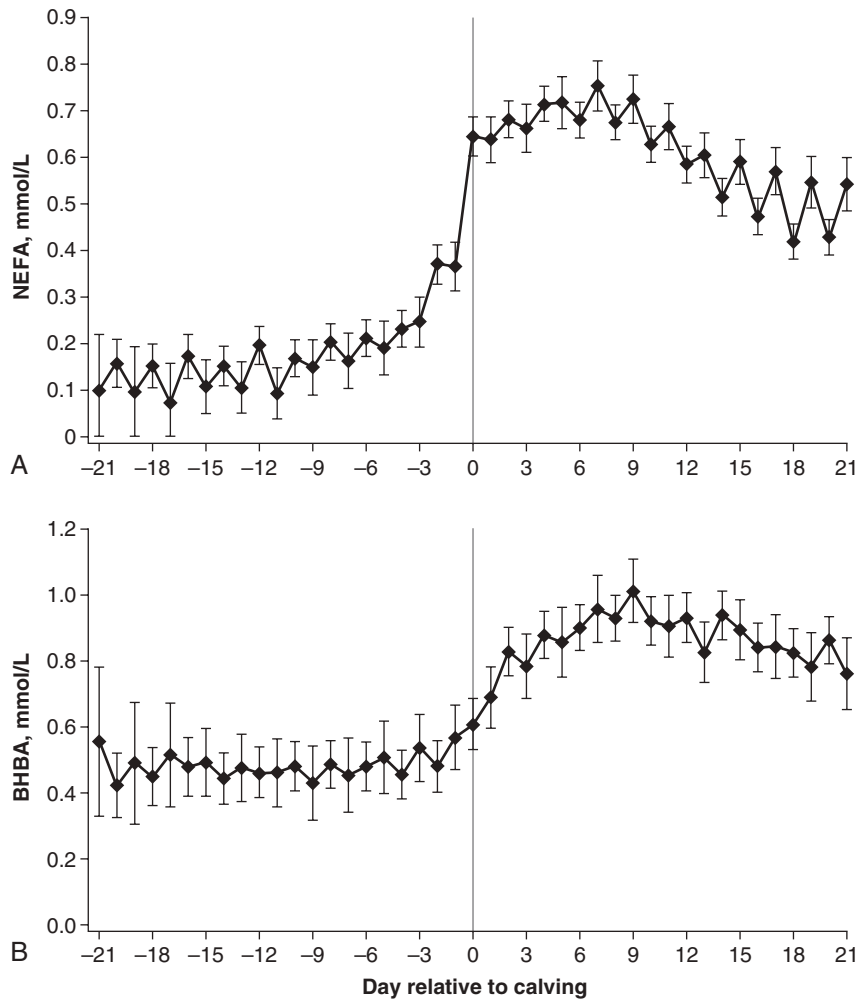 0.9
0.8
0.7
0.6
0.5
0.4
0.3
0.2
0.1
0
NEFA, mmol/L
A
–21 –18 –15 –12 –9 –6 –3 0 3 6 9 12 15 18 21
1.2
1.0
0.8
0.6
0.4
0.2
0.0
BHBA, mmol/L
B
–21 –18 –15 –12 –9 –6 –3 0 3 6 9 12 15 18 21
Day relative to calving